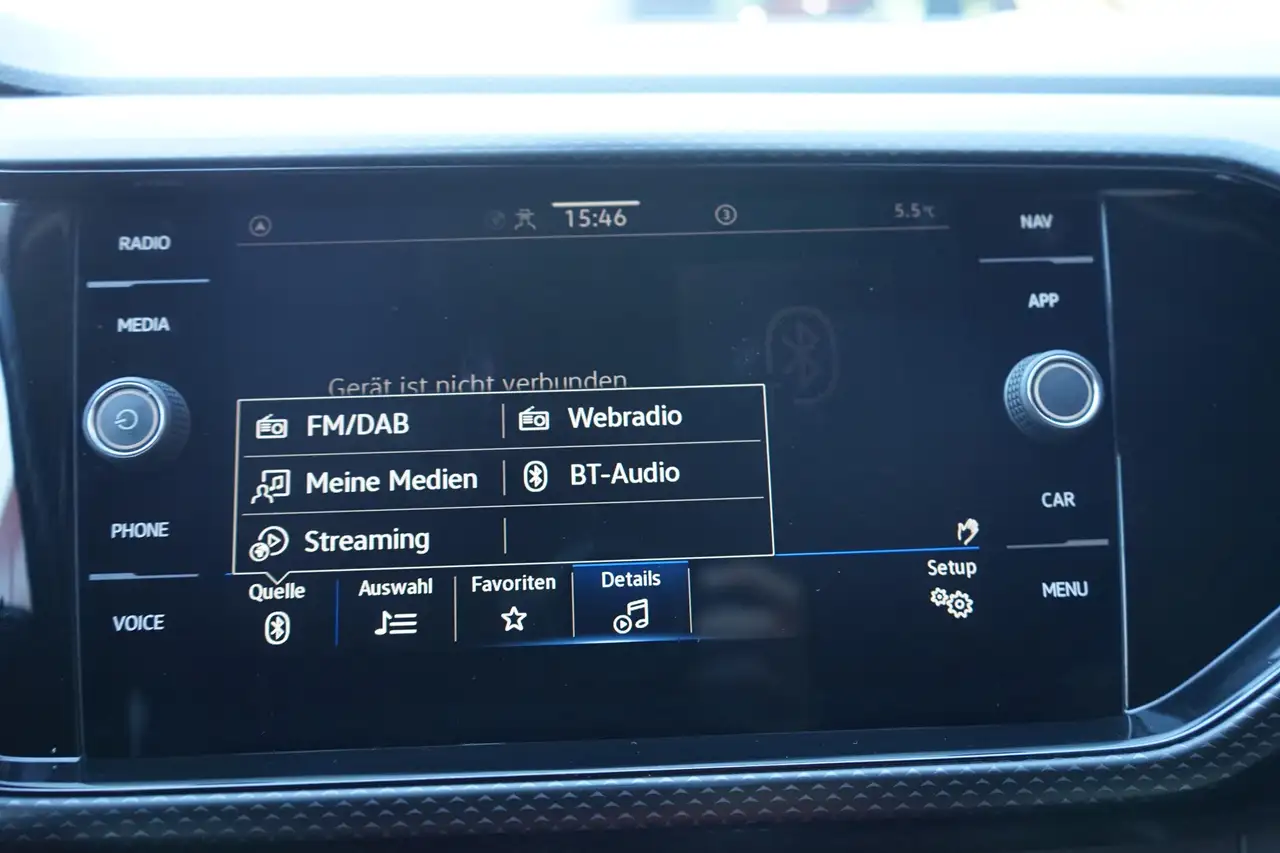 RADIO
MEDIA
PHONE
VOICE
15:46
3
5.5°C
Gerät ist nicht verbunden.
FM/DAB
Webradio
Meine Medien
BT-Audio
Streaming
Quelle
Auswahl
Favoriten
Details
Setup
NAV
APP
CAR
MENU